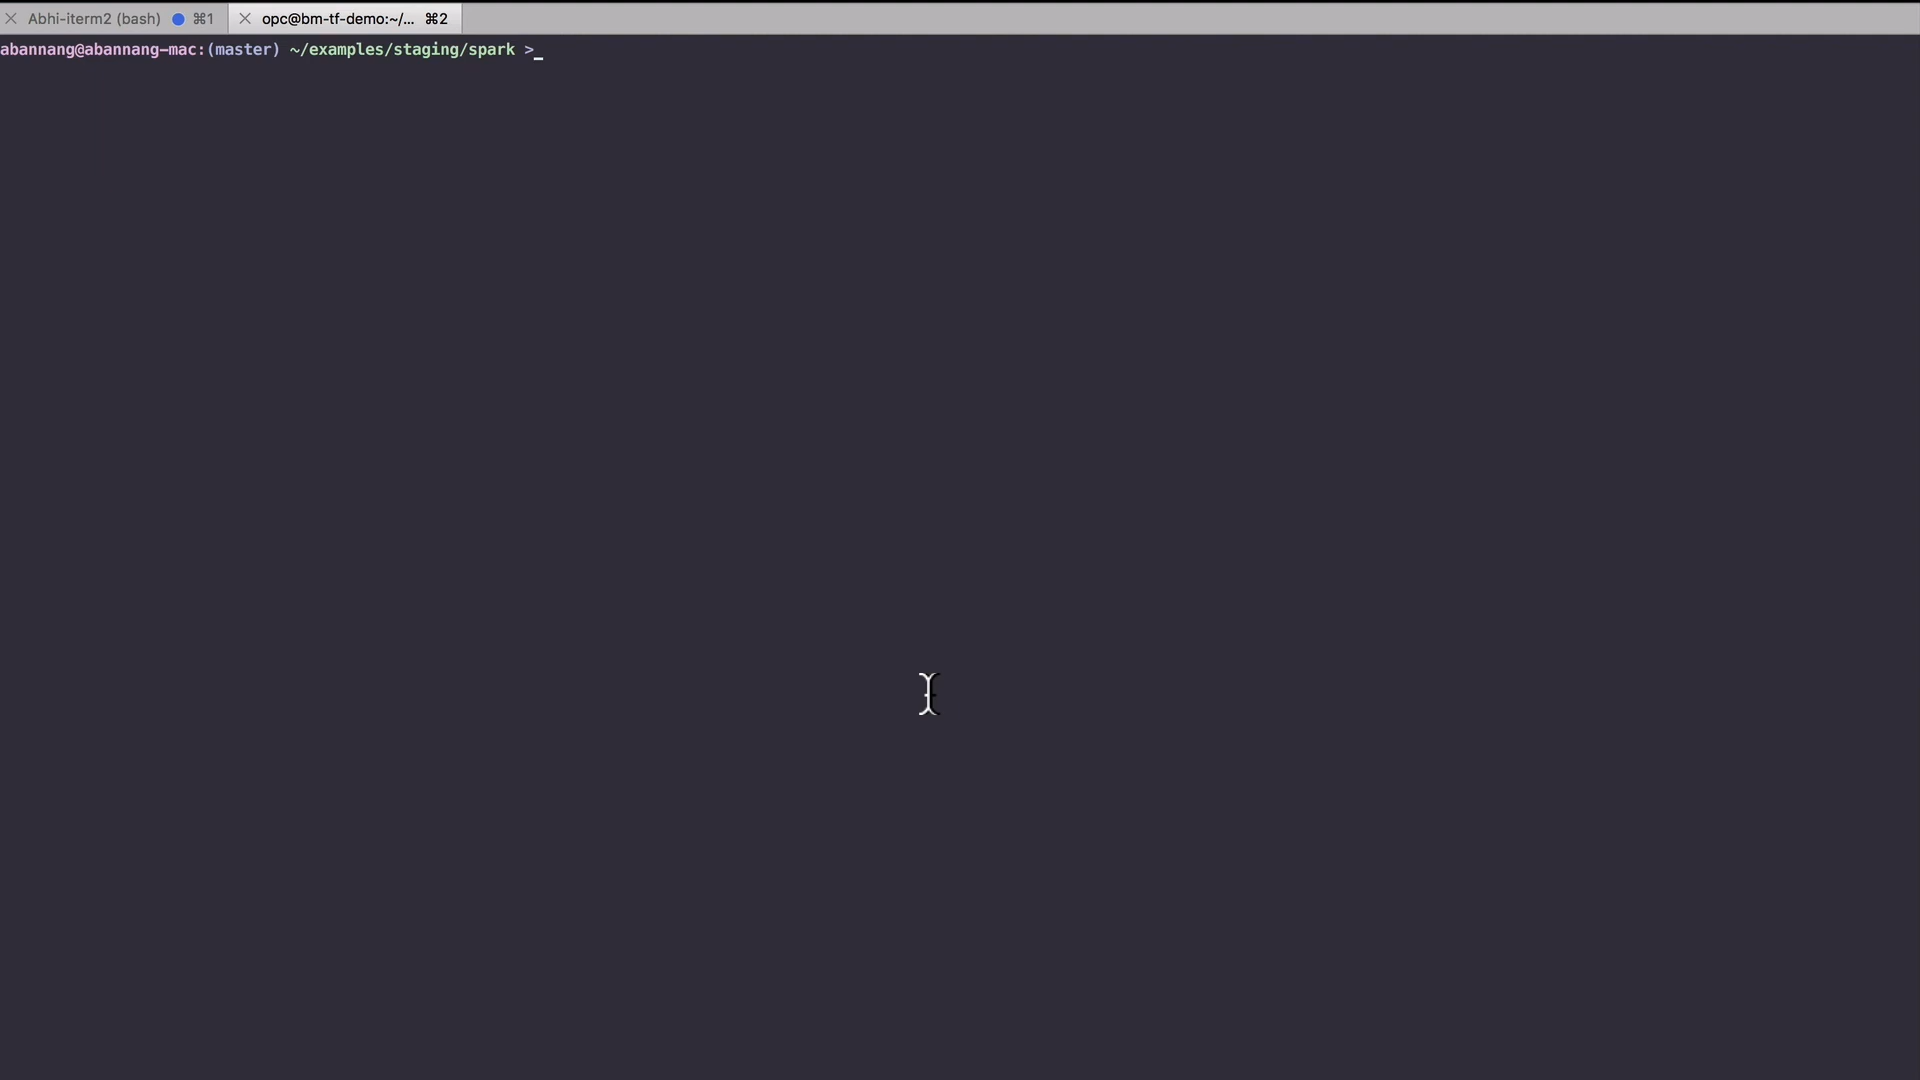 Abhi-iterm2 (bash) ⌘1 opc@bm-tf-demo:~/... ⌘2
abannang@abannang-mac:(master) ~/examples/staging/spark >_